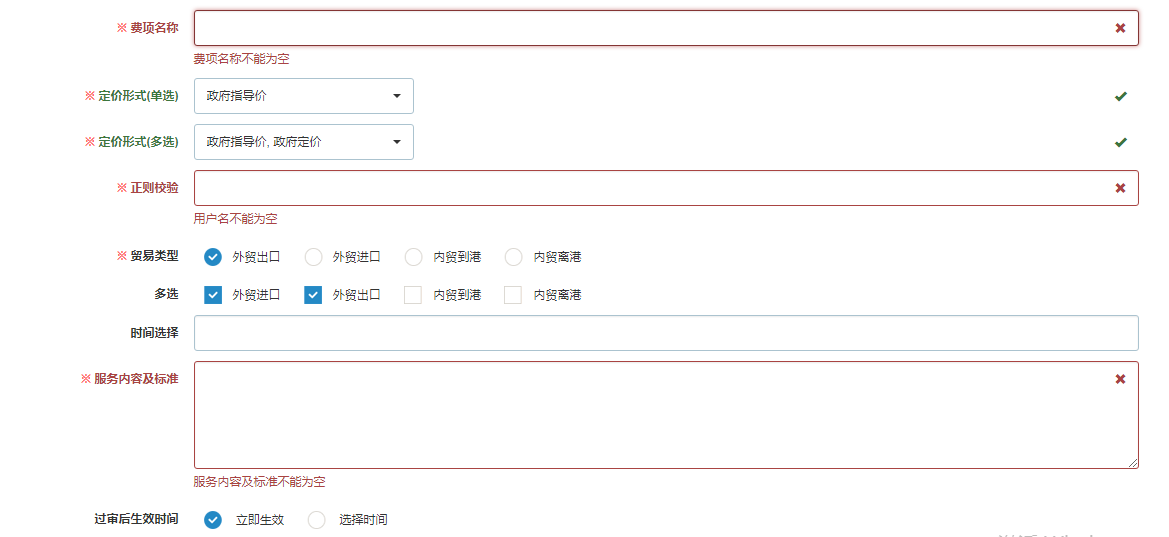 ※ 费项名称
费项名称不能为空
※ 定价形式(单选) 政府指导价
※ 定价形式(多选) 政府指导价, 政府定价
※ 正则校验
用户名不能为空
※ 贸易类型 外贸出口 外贸进口 内贸到港 内贸离港
多选 外贸进口 外贸出口 内贸到港 内贸离港
时间选择
※ 服务内容及标准
服务内容及标准不能为空
过审后生效时间 立即生效 选择时间